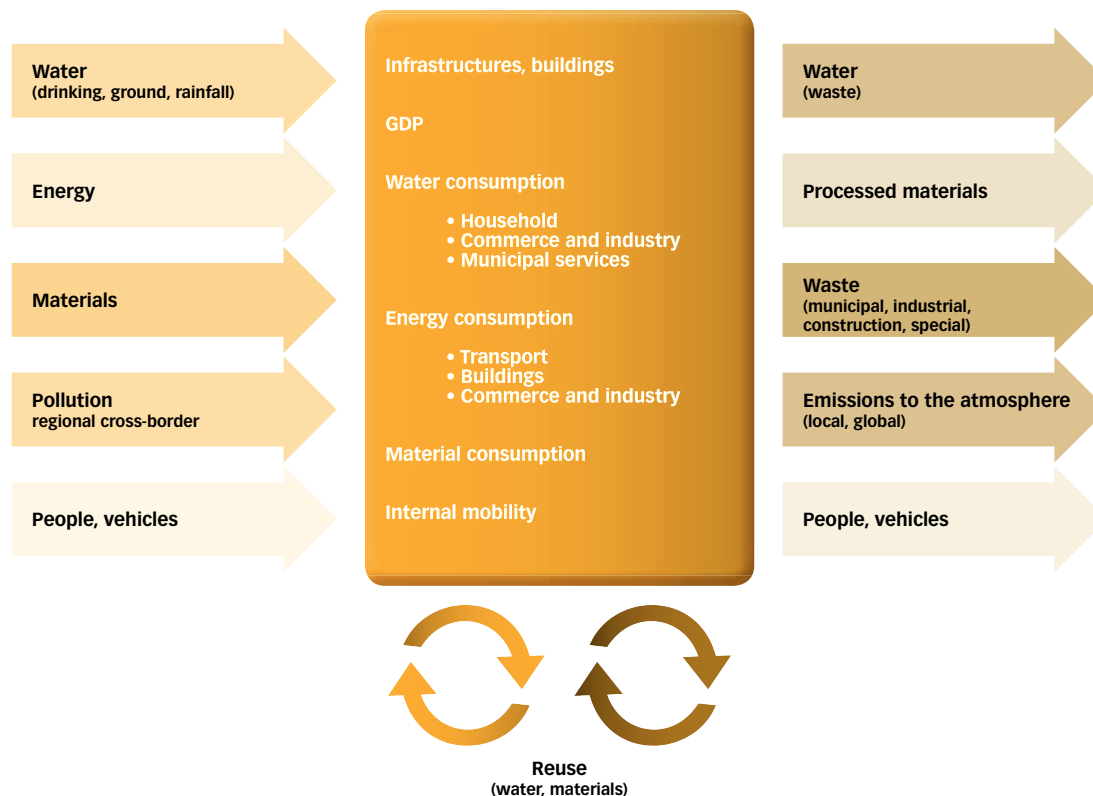 Water
(drinking, ground, rainfall)
Energy
Materials
Pollution
regional cross-border
People, vehicles
Infrastructures, buildings
GDP
Water consumption
• Household
• Commerce and industry
• Municipal services
Energy consumption
• Transport
• Buildings
• Commerce and industry
Material consumption
Internal mobility
Water
(waste)
Processed materials
Waste
(municipal, industrial,
construction, special)
Emissions to the atmosphere
(local, global)
People, vehicles
Reuse
(water, materials)